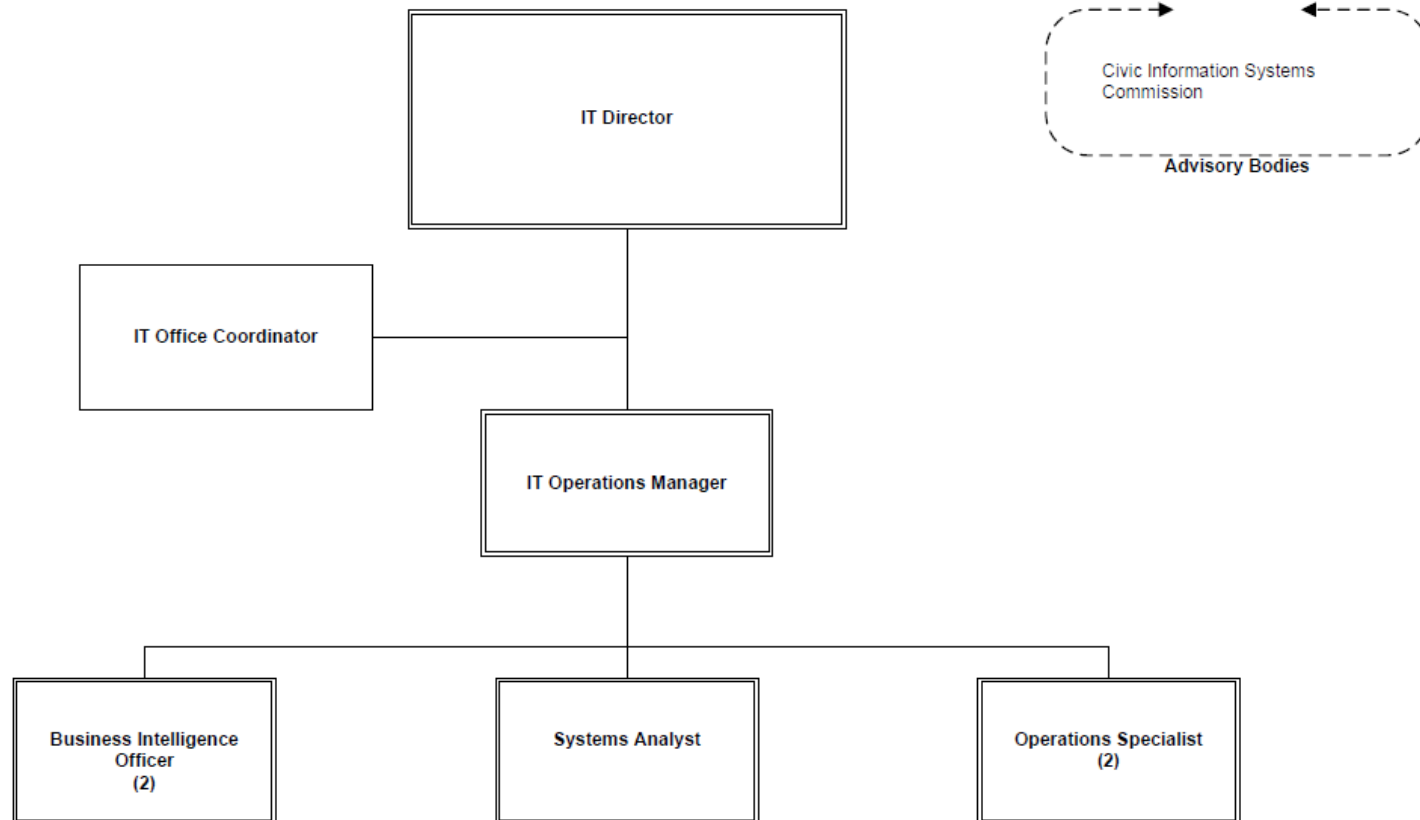 IT Director
Civic Information Systems
Commission
Advisory Bodies
IT Office Coordinator
IT Operations Manager
Business Intelligence
Officer
(2)
Systems Analyst
Operations Specialist
(2)